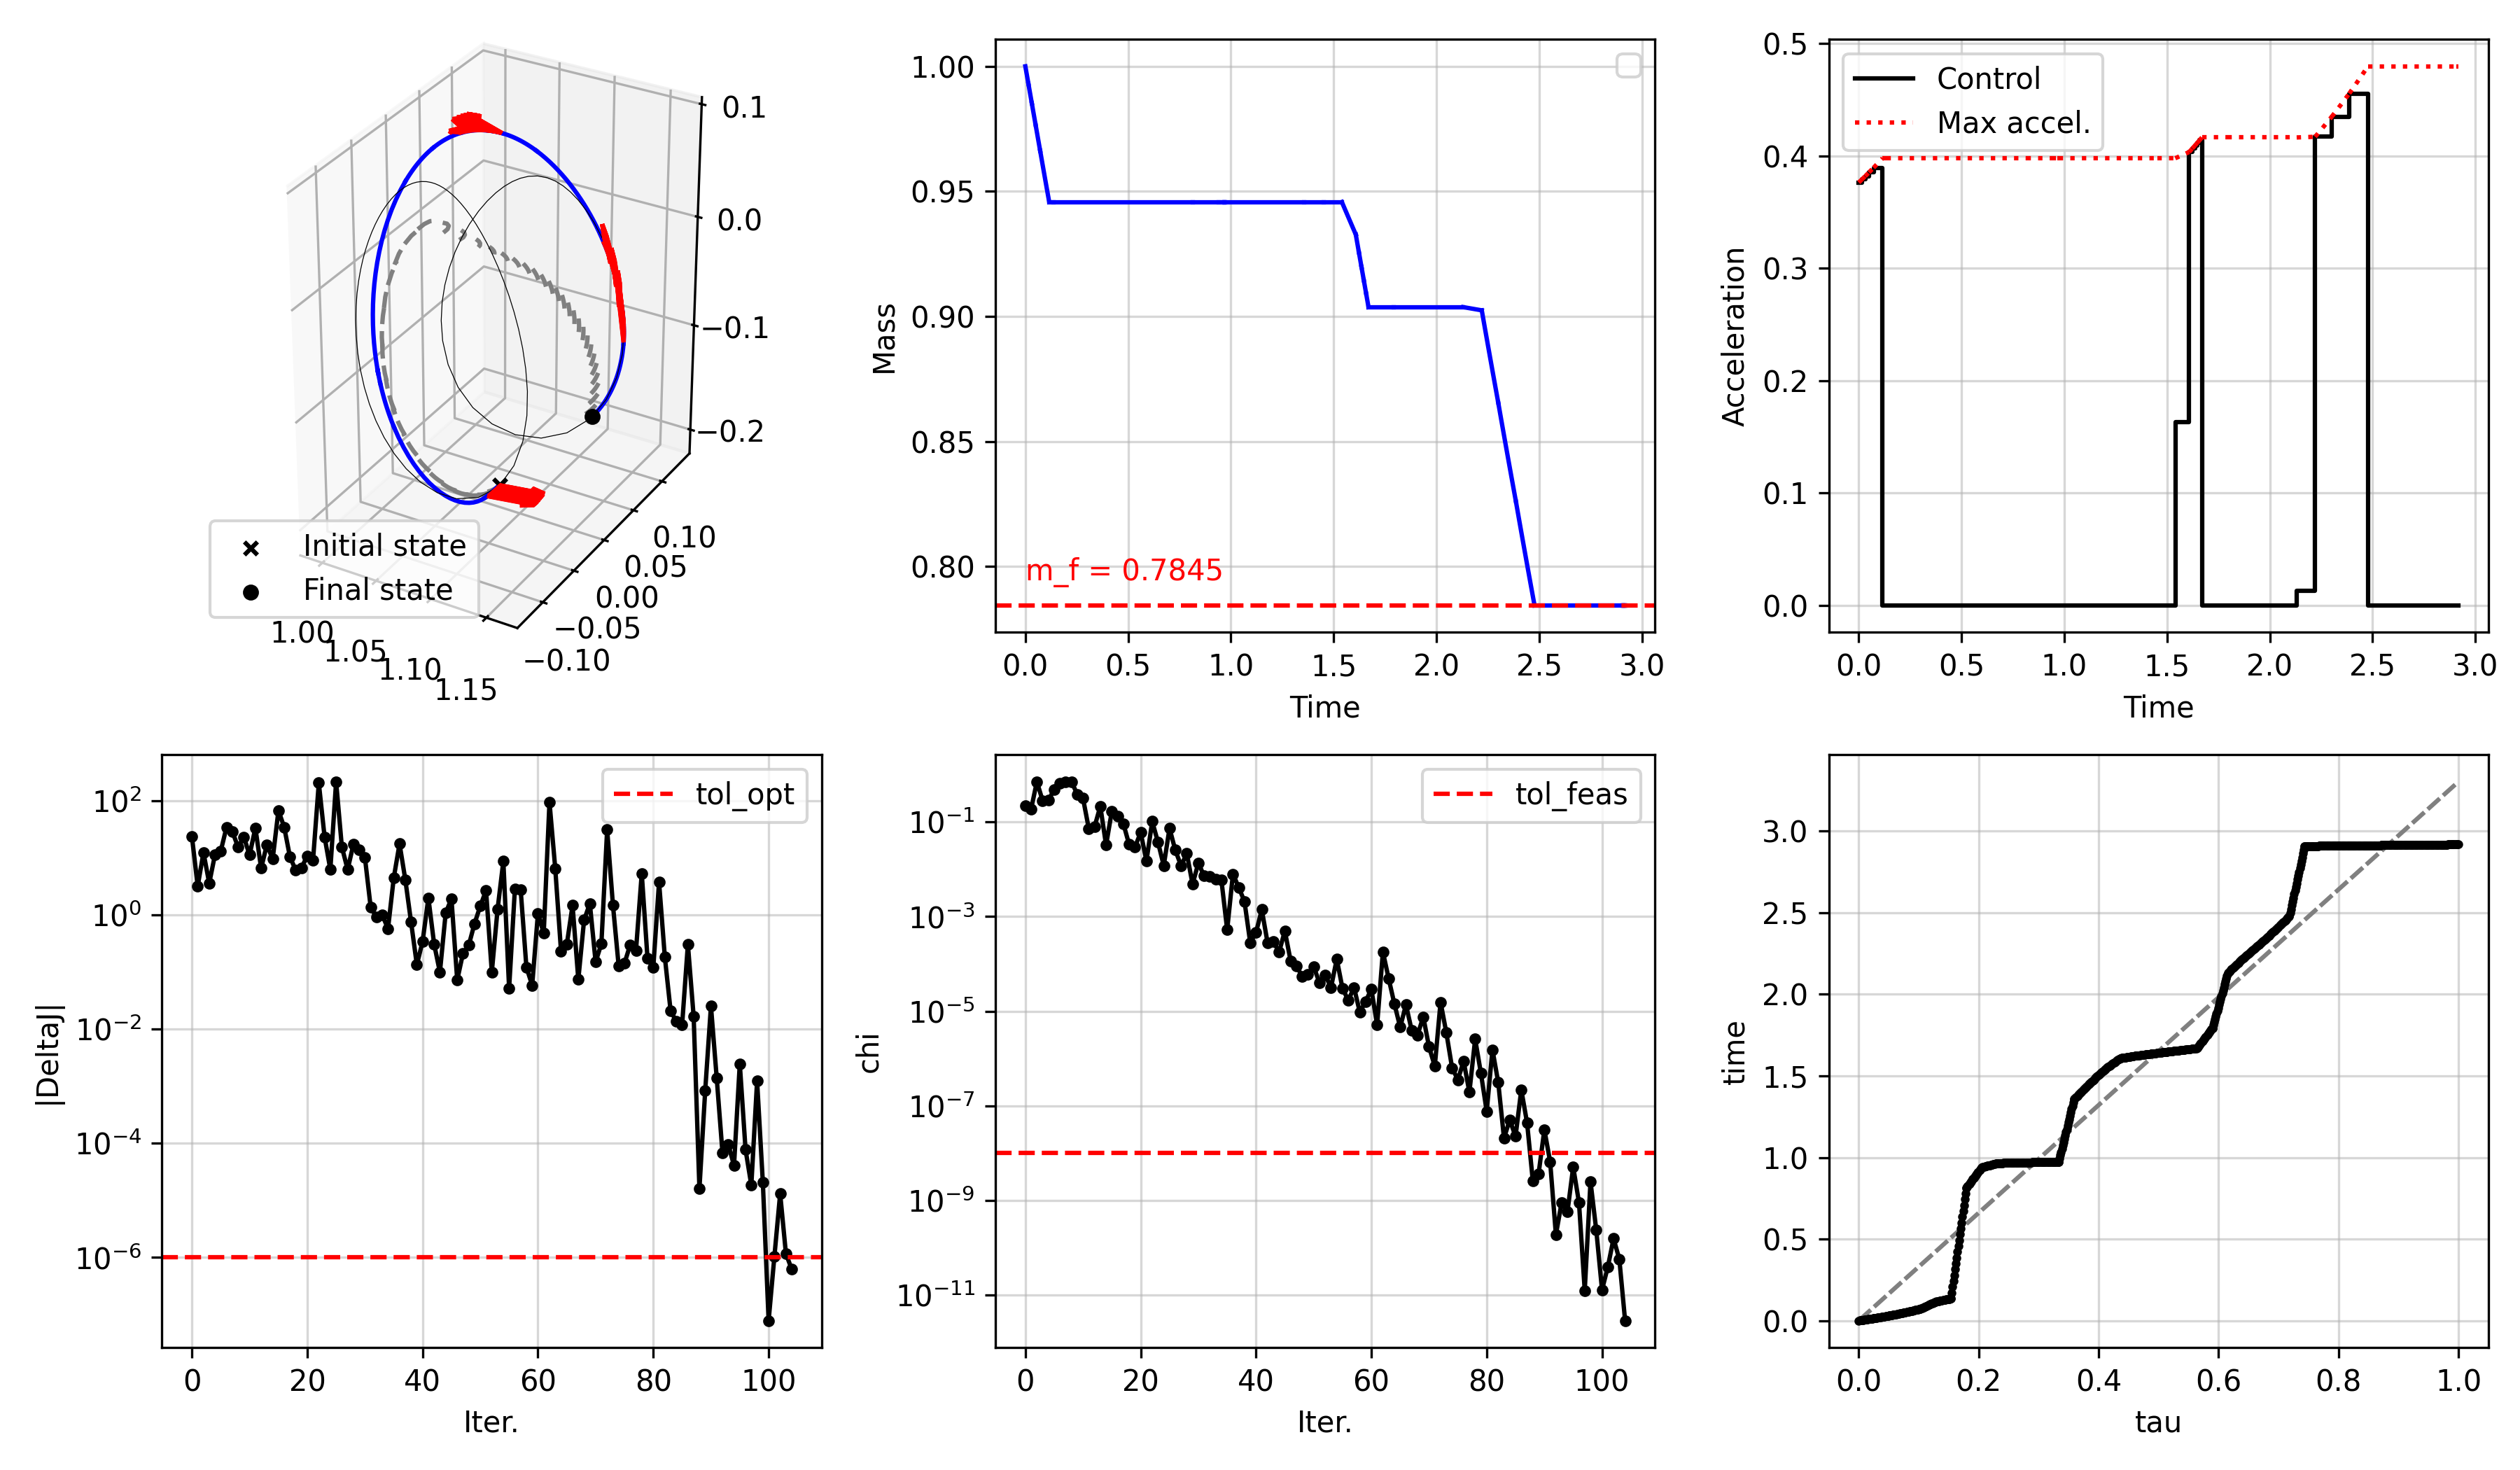 0.1
0.0
−0.1
−0.2
0.10
0.05
0.00
−0.05
−0.10
1.00
1.05
1.10
1.15
Initial state
Final state
1.00
0.95
0.90
0.85
0.80
Mass
m_f = 0.7845
0.0 0.5 1.0 1.5 2.0 2.5 3.0
Time
0.5
0.4
0.3
0.2
0.1
0.0
Acceleration
Control
Max accel.
0.0 0.5 1.0 1.5 2.0 2.5 3.0
Time
10²
10⁰
10⁻²
10⁻⁴
10⁻⁶
|DeltaJ|
tol_opt
0 20 40 60 80 100
Iter.
10⁻¹
10⁻³
10⁻⁵
10⁻⁷
10⁻⁹
10⁻¹¹
chi
tol_feas
0 20 40 60 80 100
Iter.
3.0
2.5
2.0
1.5
1.0
0.5
0.0
time
0.0 0.2 0.4 0.6 0.8 1.0
tau